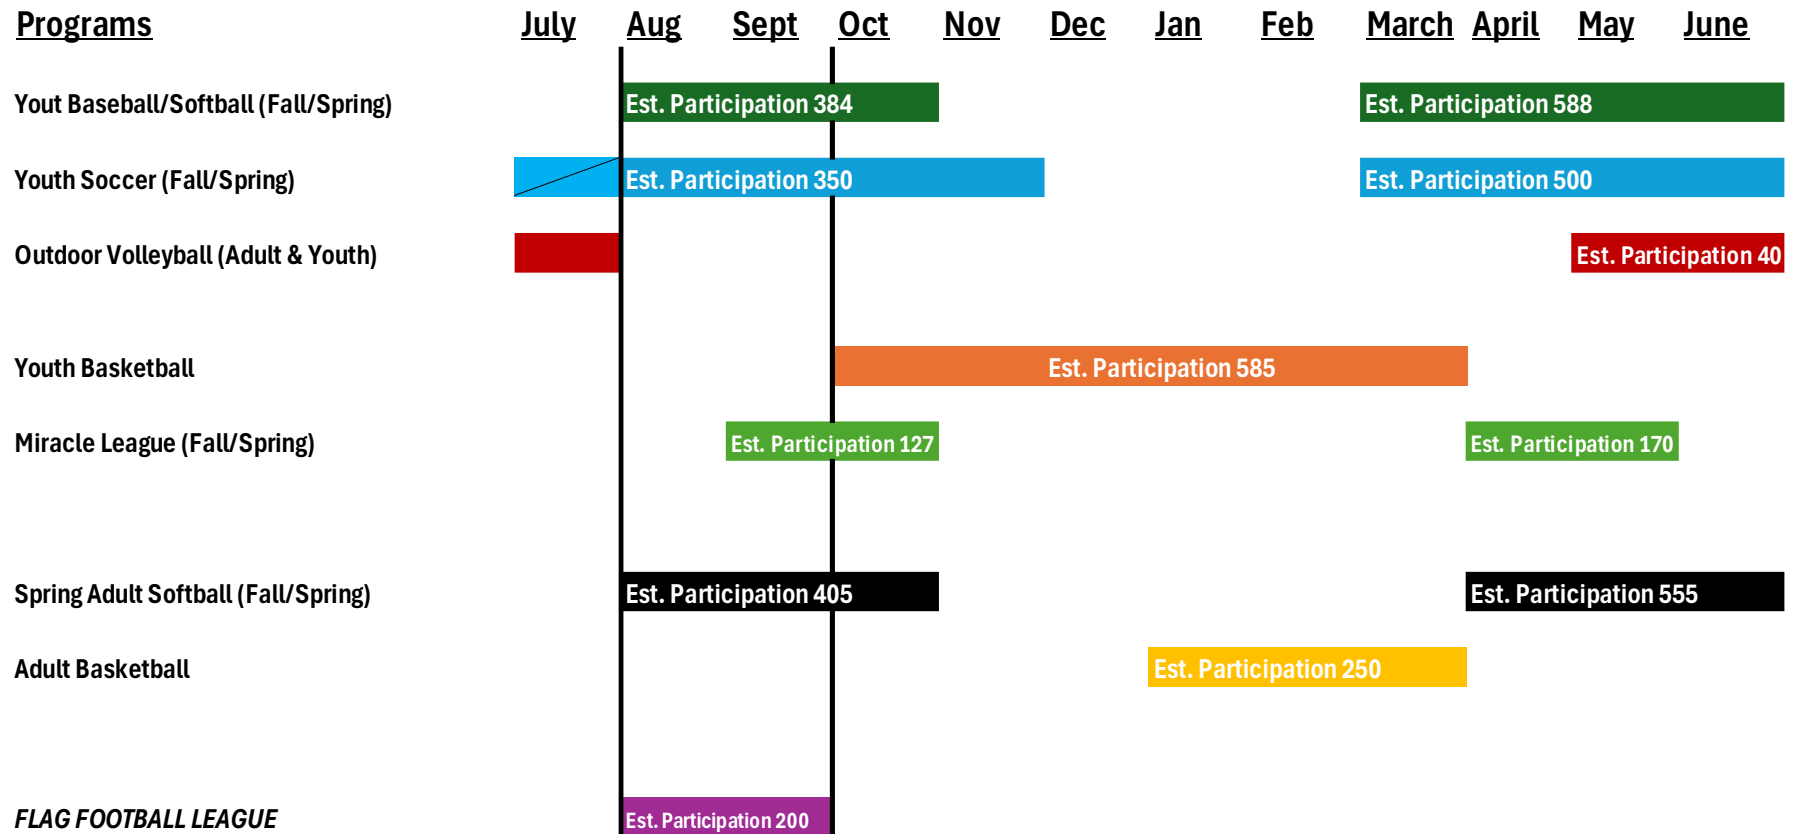 Programs July Aug Sept Oct Nov Dec Jan Feb March April May June
Yout Baseball/Softball (Fall/Spring) Est. Participation 384 Est. Participation 588
Youth Soccer (Fall/Spring) Est. Participation 350 Est. Participation 500
Outdoor Volleyball (Adult & Youth) Est. Participation 40
Youth Basketball Est. Participation 585
Miracle League (Fall/Spring) Est. Participation 127 Est. Participation 170
Spring Adult Softball (Fall/Spring) Est. Participation 405 Est. Participation 555
Adult Basketball Est. Participation 250
FLAG FOOTBALL LEAGUE Est. Participation 200